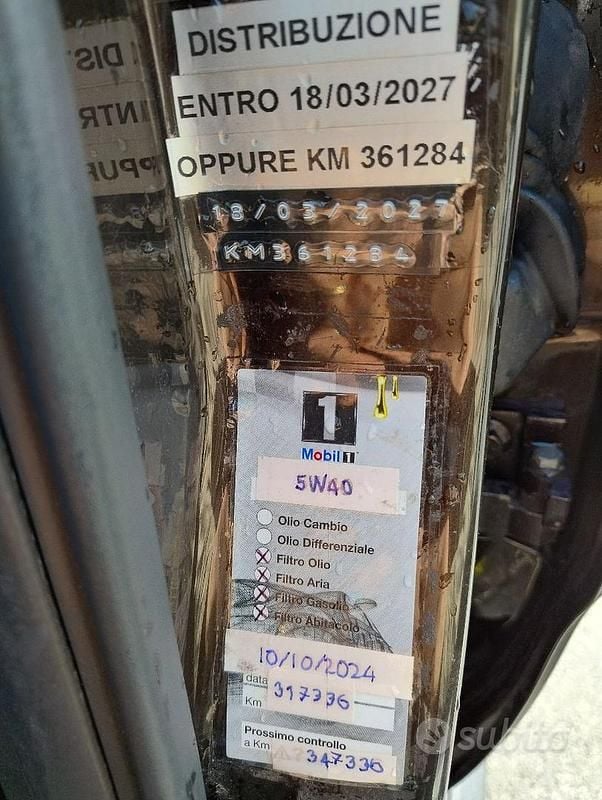 DISTRIBUZIONE
ENTRO 18/03/2027
OPPURE KM 361284
18/03/2027
KM361284
1
Mobil 1
5W40
Olio Cambio
Olio Differenziale
Filtro Olio
Filtro Aria
Filtro Gasolio
Filtro Abitacolo
10/10/2024
data
Km 317336
Prossimo controllo
a Km 347336
subito